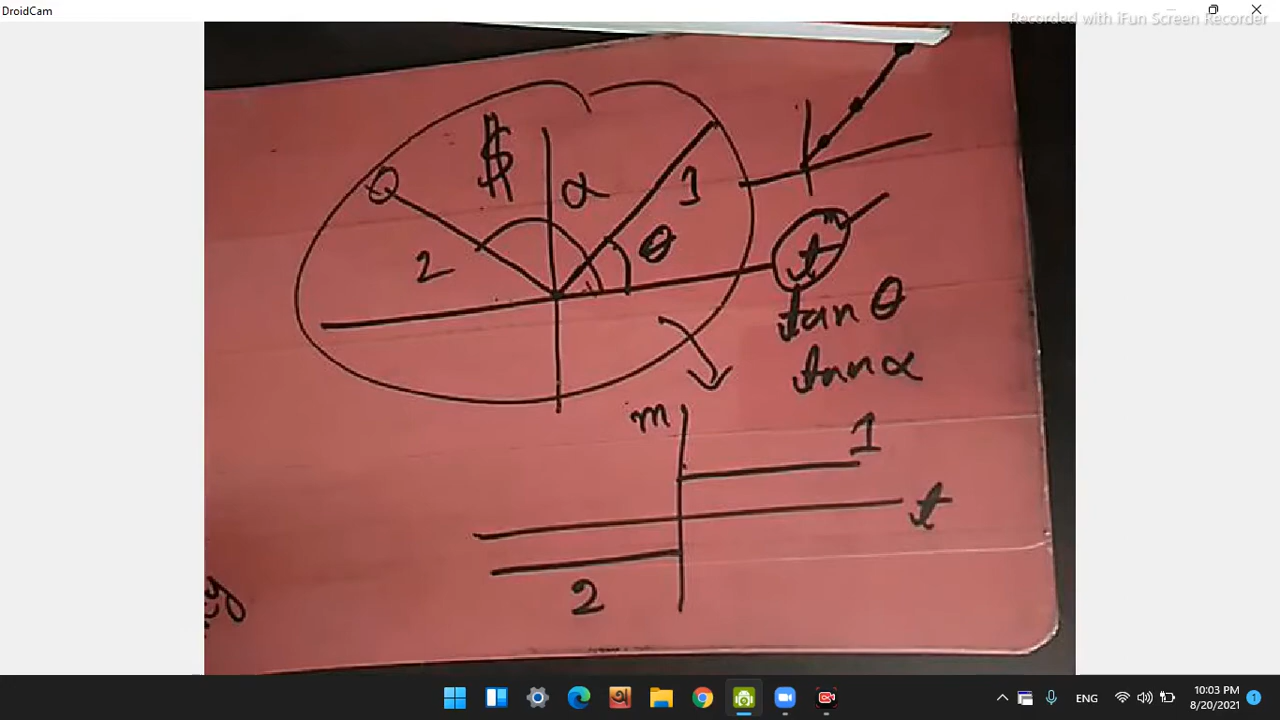 DroidCam
Recorded with iFun Screen Recorder
$
α
1
θ
2
t
tan θ
tan α
m
1
t
2
ENG
10:03 PM
8/20/2021
1